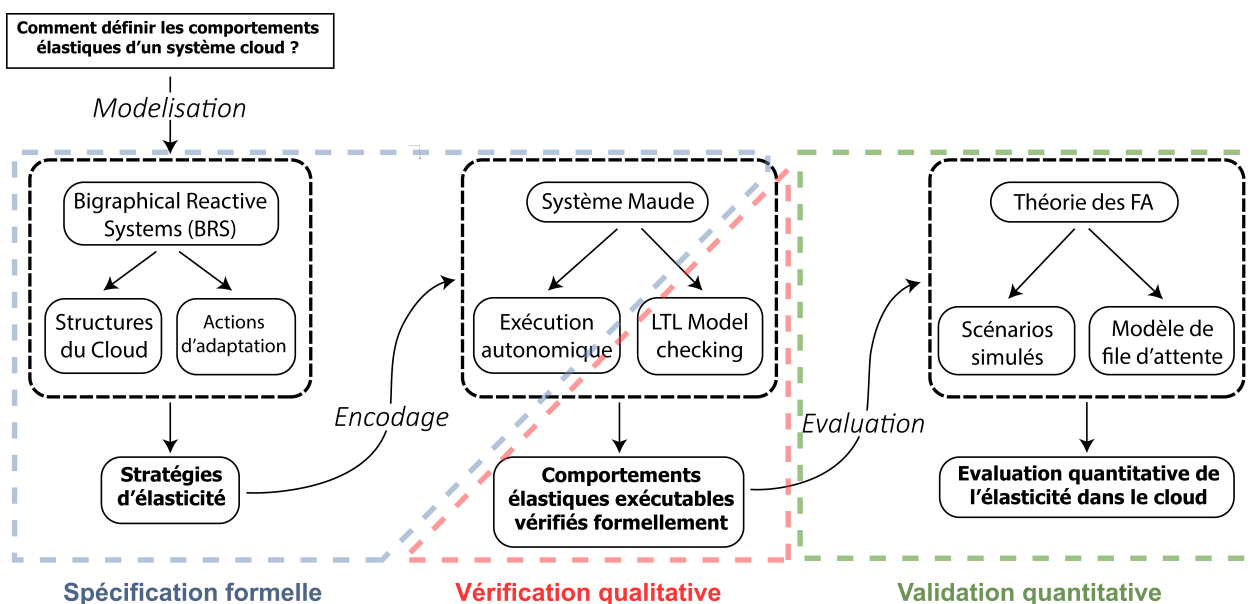 Comment définir les comportements
élastiques d'un système cloud ?
Modelisation
Bigraphical Reactive
Systems (BRS)
Structures
du Cloud
Actions
d'adaptation
Stratégies
d'élasticité
Encodage
Système Maude
Exécution
autonomique
LTL Model
checking
Comportements
élastiques exécutables
vérifiés formellement
Evaluation
Théorie des FA
Scénarios
simulés
Modèle de
file d'attente
Evaluation quantitative de
l'élasticité dans le cloud
Spécification formelle
Vérification qualitative
Validation quantitative